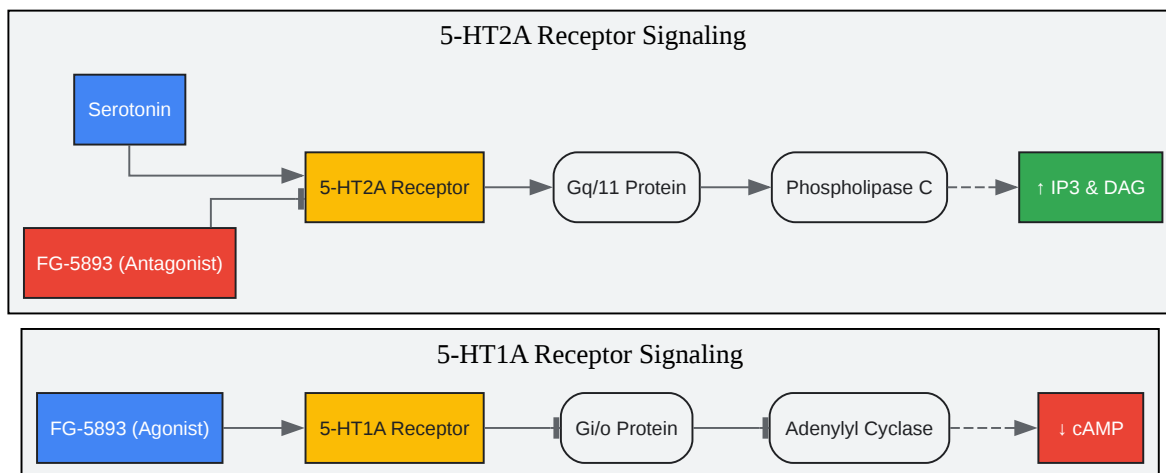 5-HT2A Receptor Signaling
Serotonin
5-HT2A Receptor
Gq/11 Protein
Phospholipase C
↑ IP3 & DAG
FG-5893 (Antagonist)
5-HT1A Receptor Signaling
FG-5893 (Agonist)
5-HT1A Receptor
Gi/o Protein
Adenylyl Cyclase
↓ cAMP